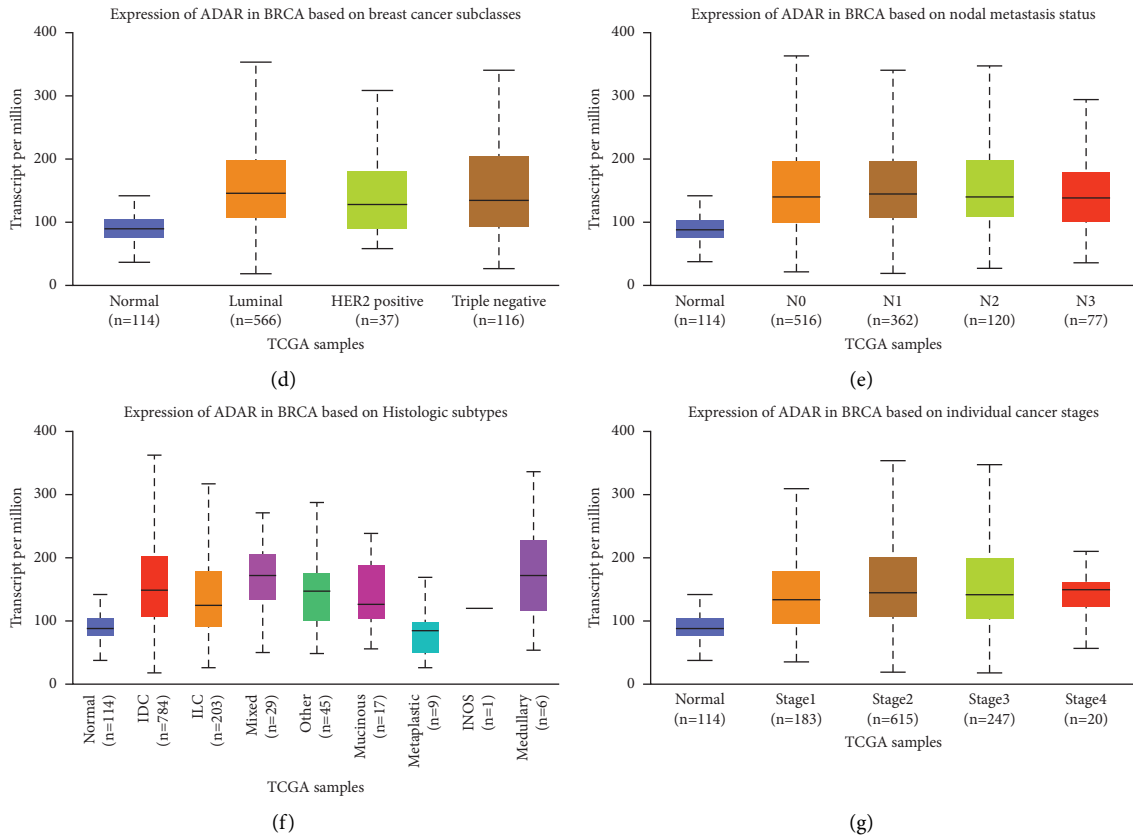 Expression of ADAR in BRCA based on breast cancer subclasses
400
300
200
100
0
Transcript per million
Normal
(n=114)
Luminal
(n=566)
HER2 positive
(n=37)
Triple negative
(n=116)
TCGA samples
(d)
Expression of ADAR in BRCA based on nodal metastasis status
400
300
200
100
0
Transcript per million
Normal
(n=114)
N0
(n=516)
N1
(n=362)
N2
(n=120)
N3
(n=77)
TCGA samples
(e)
Expression of ADAR in BRCA based on Histologic subtypes
400
300
200
100
0
Transcript per million
Normal
(n=114)
IDC
(n=784)
ILC
(n=203)
Mixed
(n=29)
Other
(n=45)
Mucinous
(n=17)
Metaplastic
(n=9)
INOS
(n=1)
Medullary
(n=6)
TCGA samples
(f)
Expression of ADAR in BRCA based on individual cancer stages
400
300
200
100
0
Transcript per million
Normal
(n=114)
Stage1
(n=183)
Stage2
(n=615)
Stage3
(n=247)
Stage4
(n=20)
TCGA samples
(g)